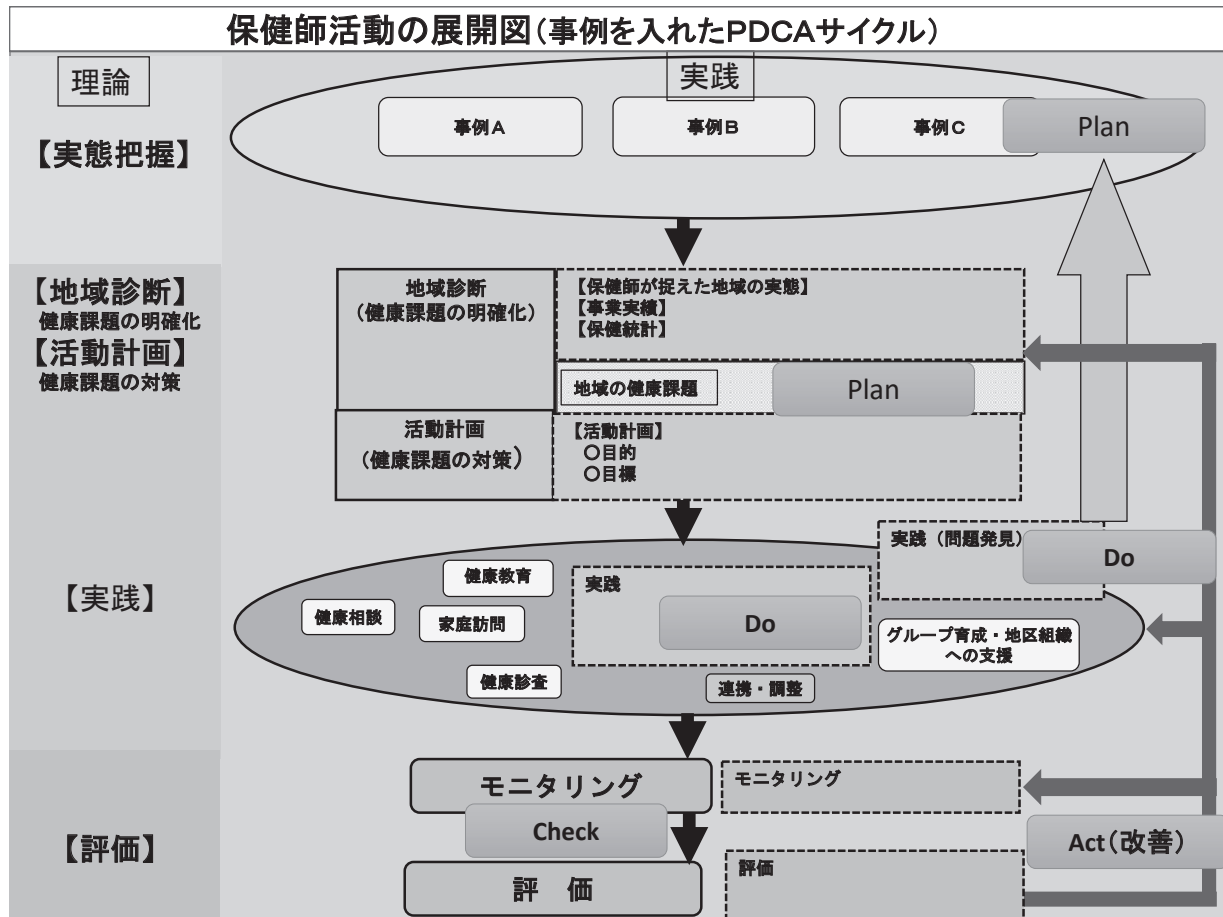 保健師活動の展開図(事例を入れたPDCAサイクル)
理論
実践
【実態把握】
事例A
事例B
事例C
Plan
【地域診断】
健康課題の明確化
【活動計画】
健康課題の対策
地域診断
(健康課題の明確化)
【保健師が捉えた地域の実態】
【事業実績】
【保健統計】
地域の健康課題
Plan
活動計画
(健康課題の対策)
【活動計画】
○目的
○目標
【実践】
実践(問題発見)
Do
健康教育
実践
健康相談
家庭訪問
Do
グループ育成・地区組織
への支援
健康診査
連携・調整
【評価】
モニタリング
モニタリング
Check
Act(改善)
評 価
評価